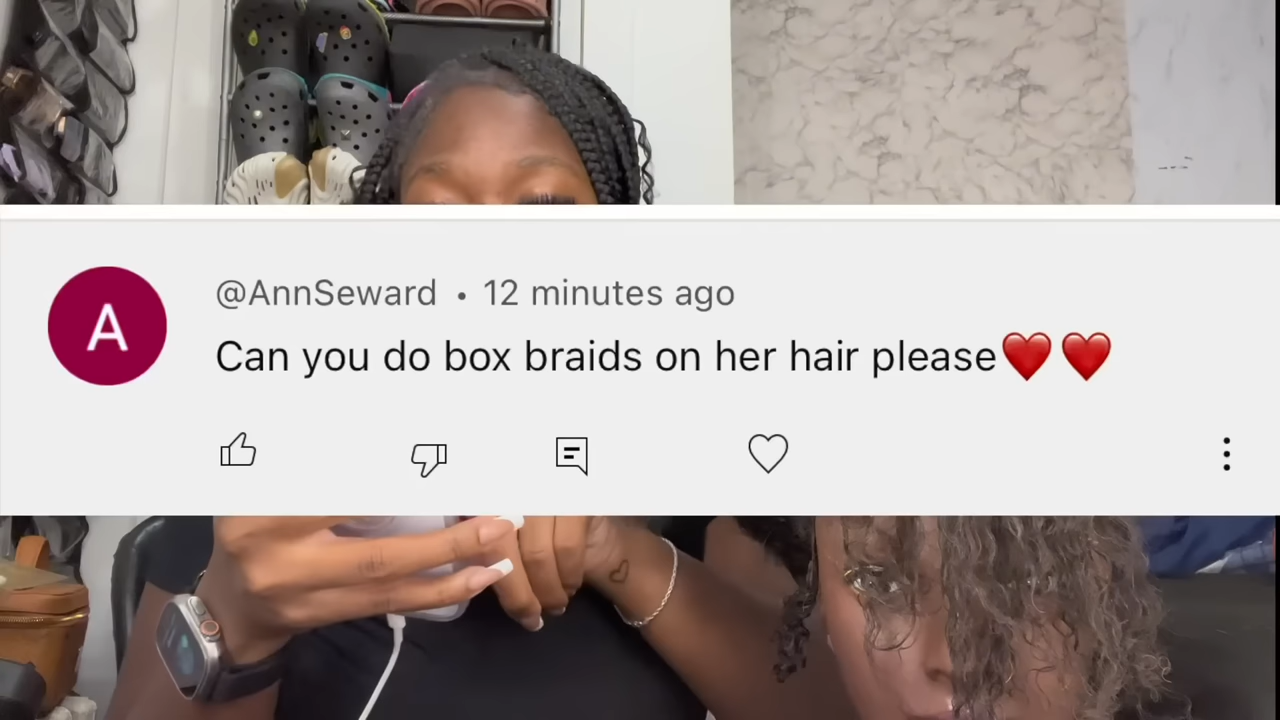 A
@AnnSeward • 12 minutes ago
Can you do box braids on her hair please❤️❤️